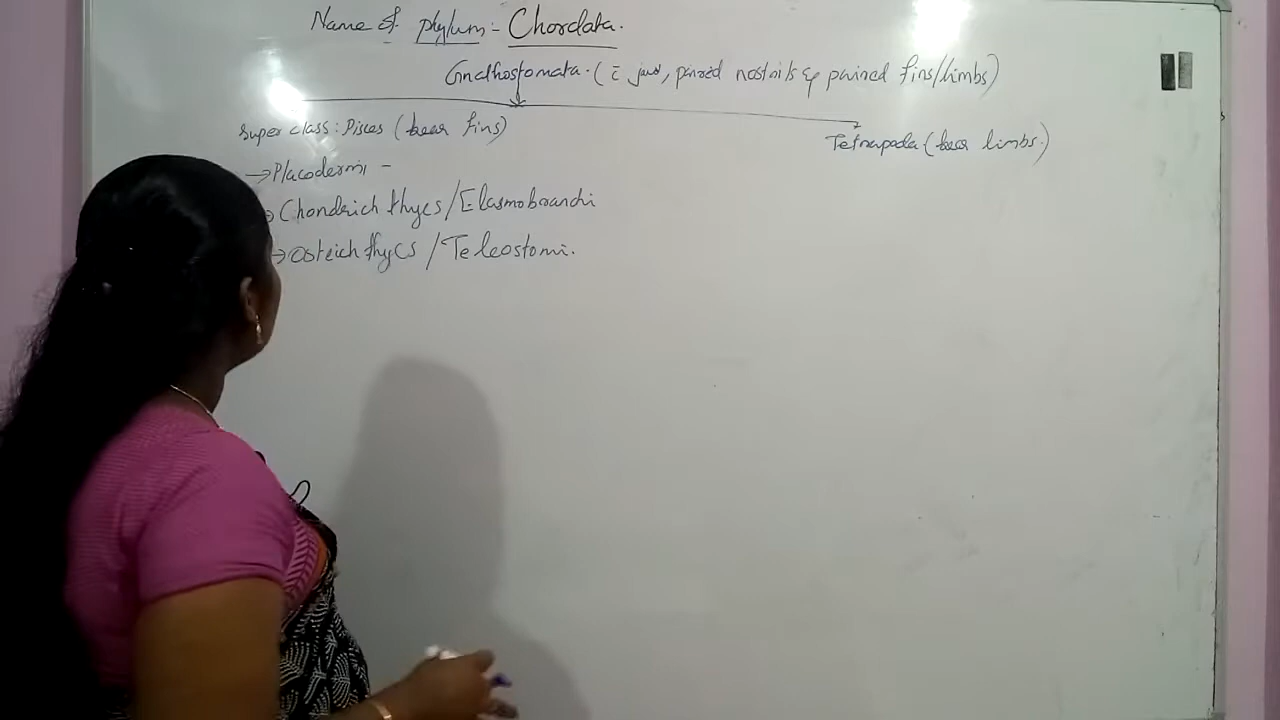 Name of phylum:- Chordata.
Gnathostomata. (c̄ jaws, paired nostrils & paired fins/limbs)
Super class: Pisces (bear fins)
Tetrapoda (bear limbs.)
→ Placodermi -
→ Chondrichthyes/Elasmobranchi
→ Osteichthyes /Teleostomi.